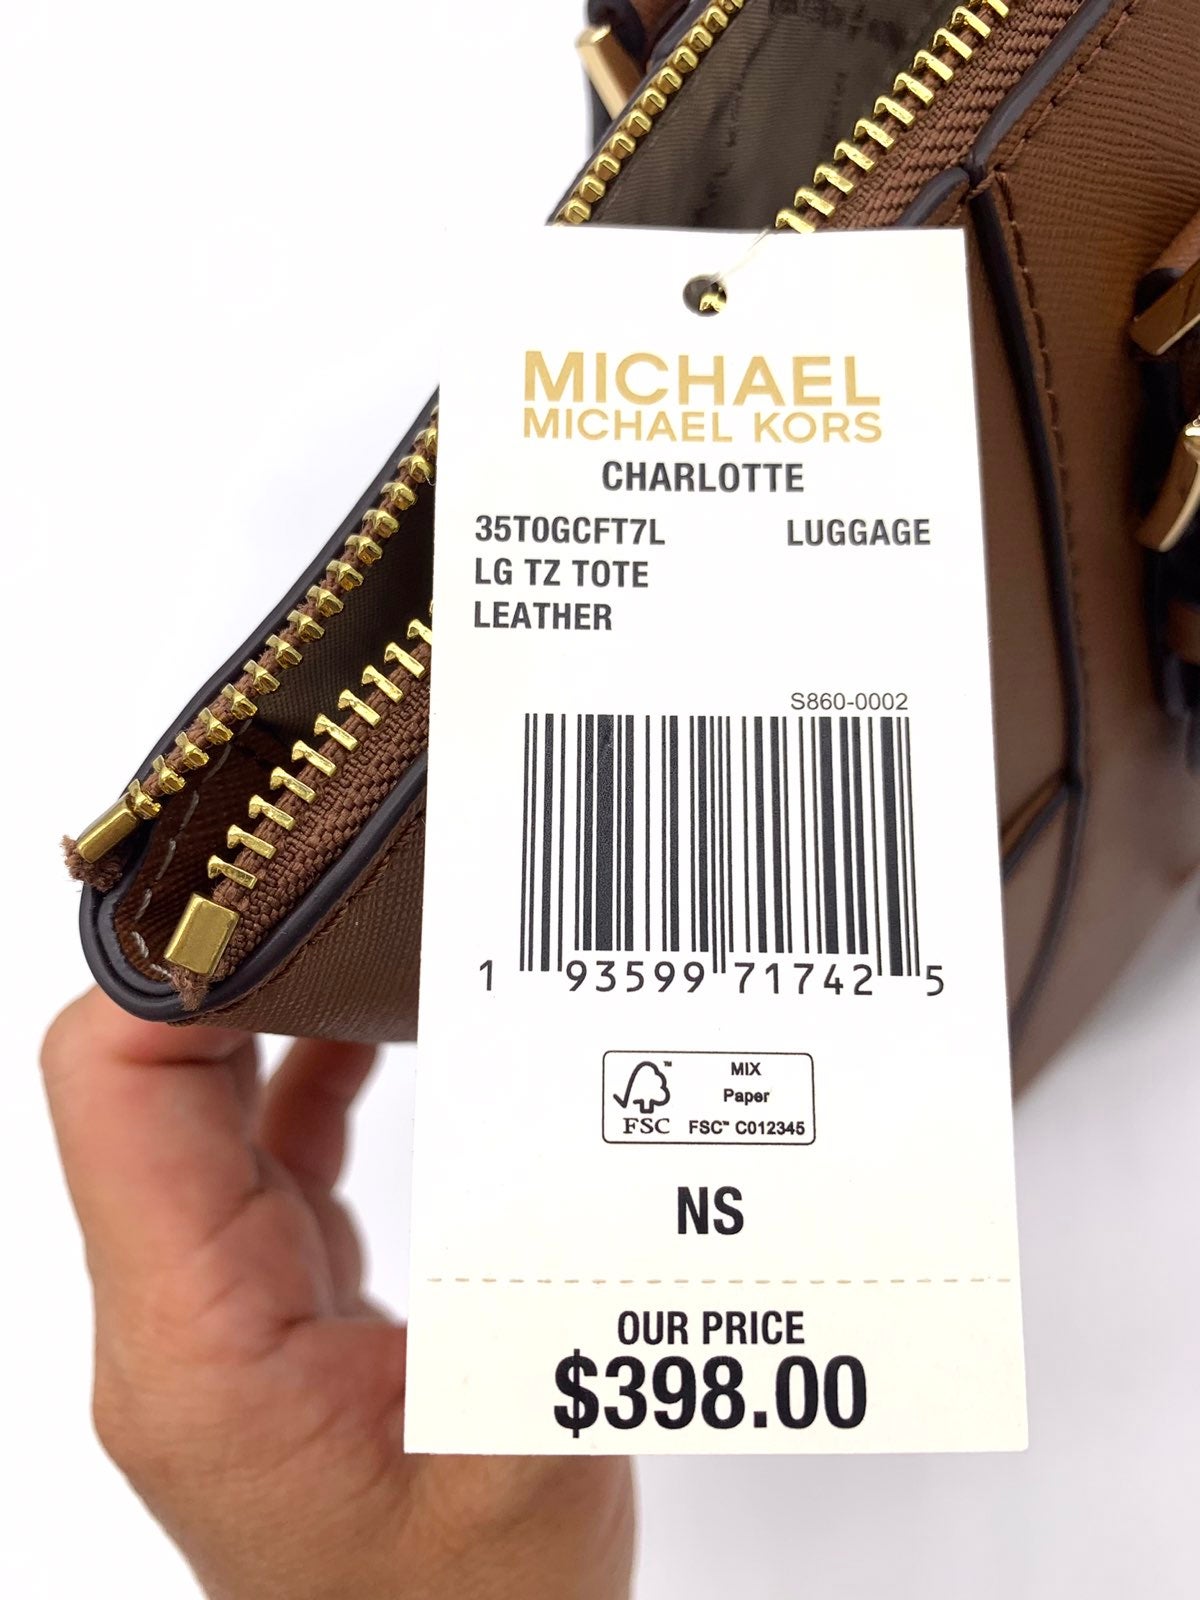 MICHAEL
MICHAEL KORS
CHARLOTTE
35T0GCFT7L LUGGAGE
LG TZ TOTE
LEATHER
S860-0002
1 93599 71742 5
MIX
Paper
FSC™ C012345
FSC
NS
OUR PRICE
$398.00